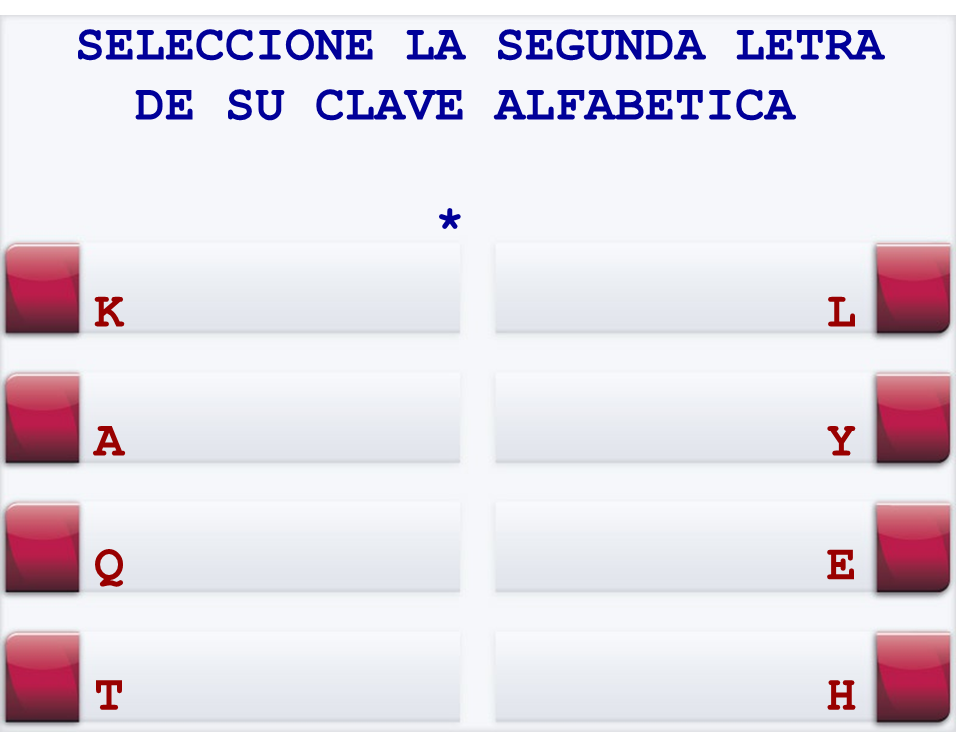 SELECCIONE LA SEGUNDA LETRA
DE SU CLAVE ALFABETICA
*
K L
A Y
Q E
T H